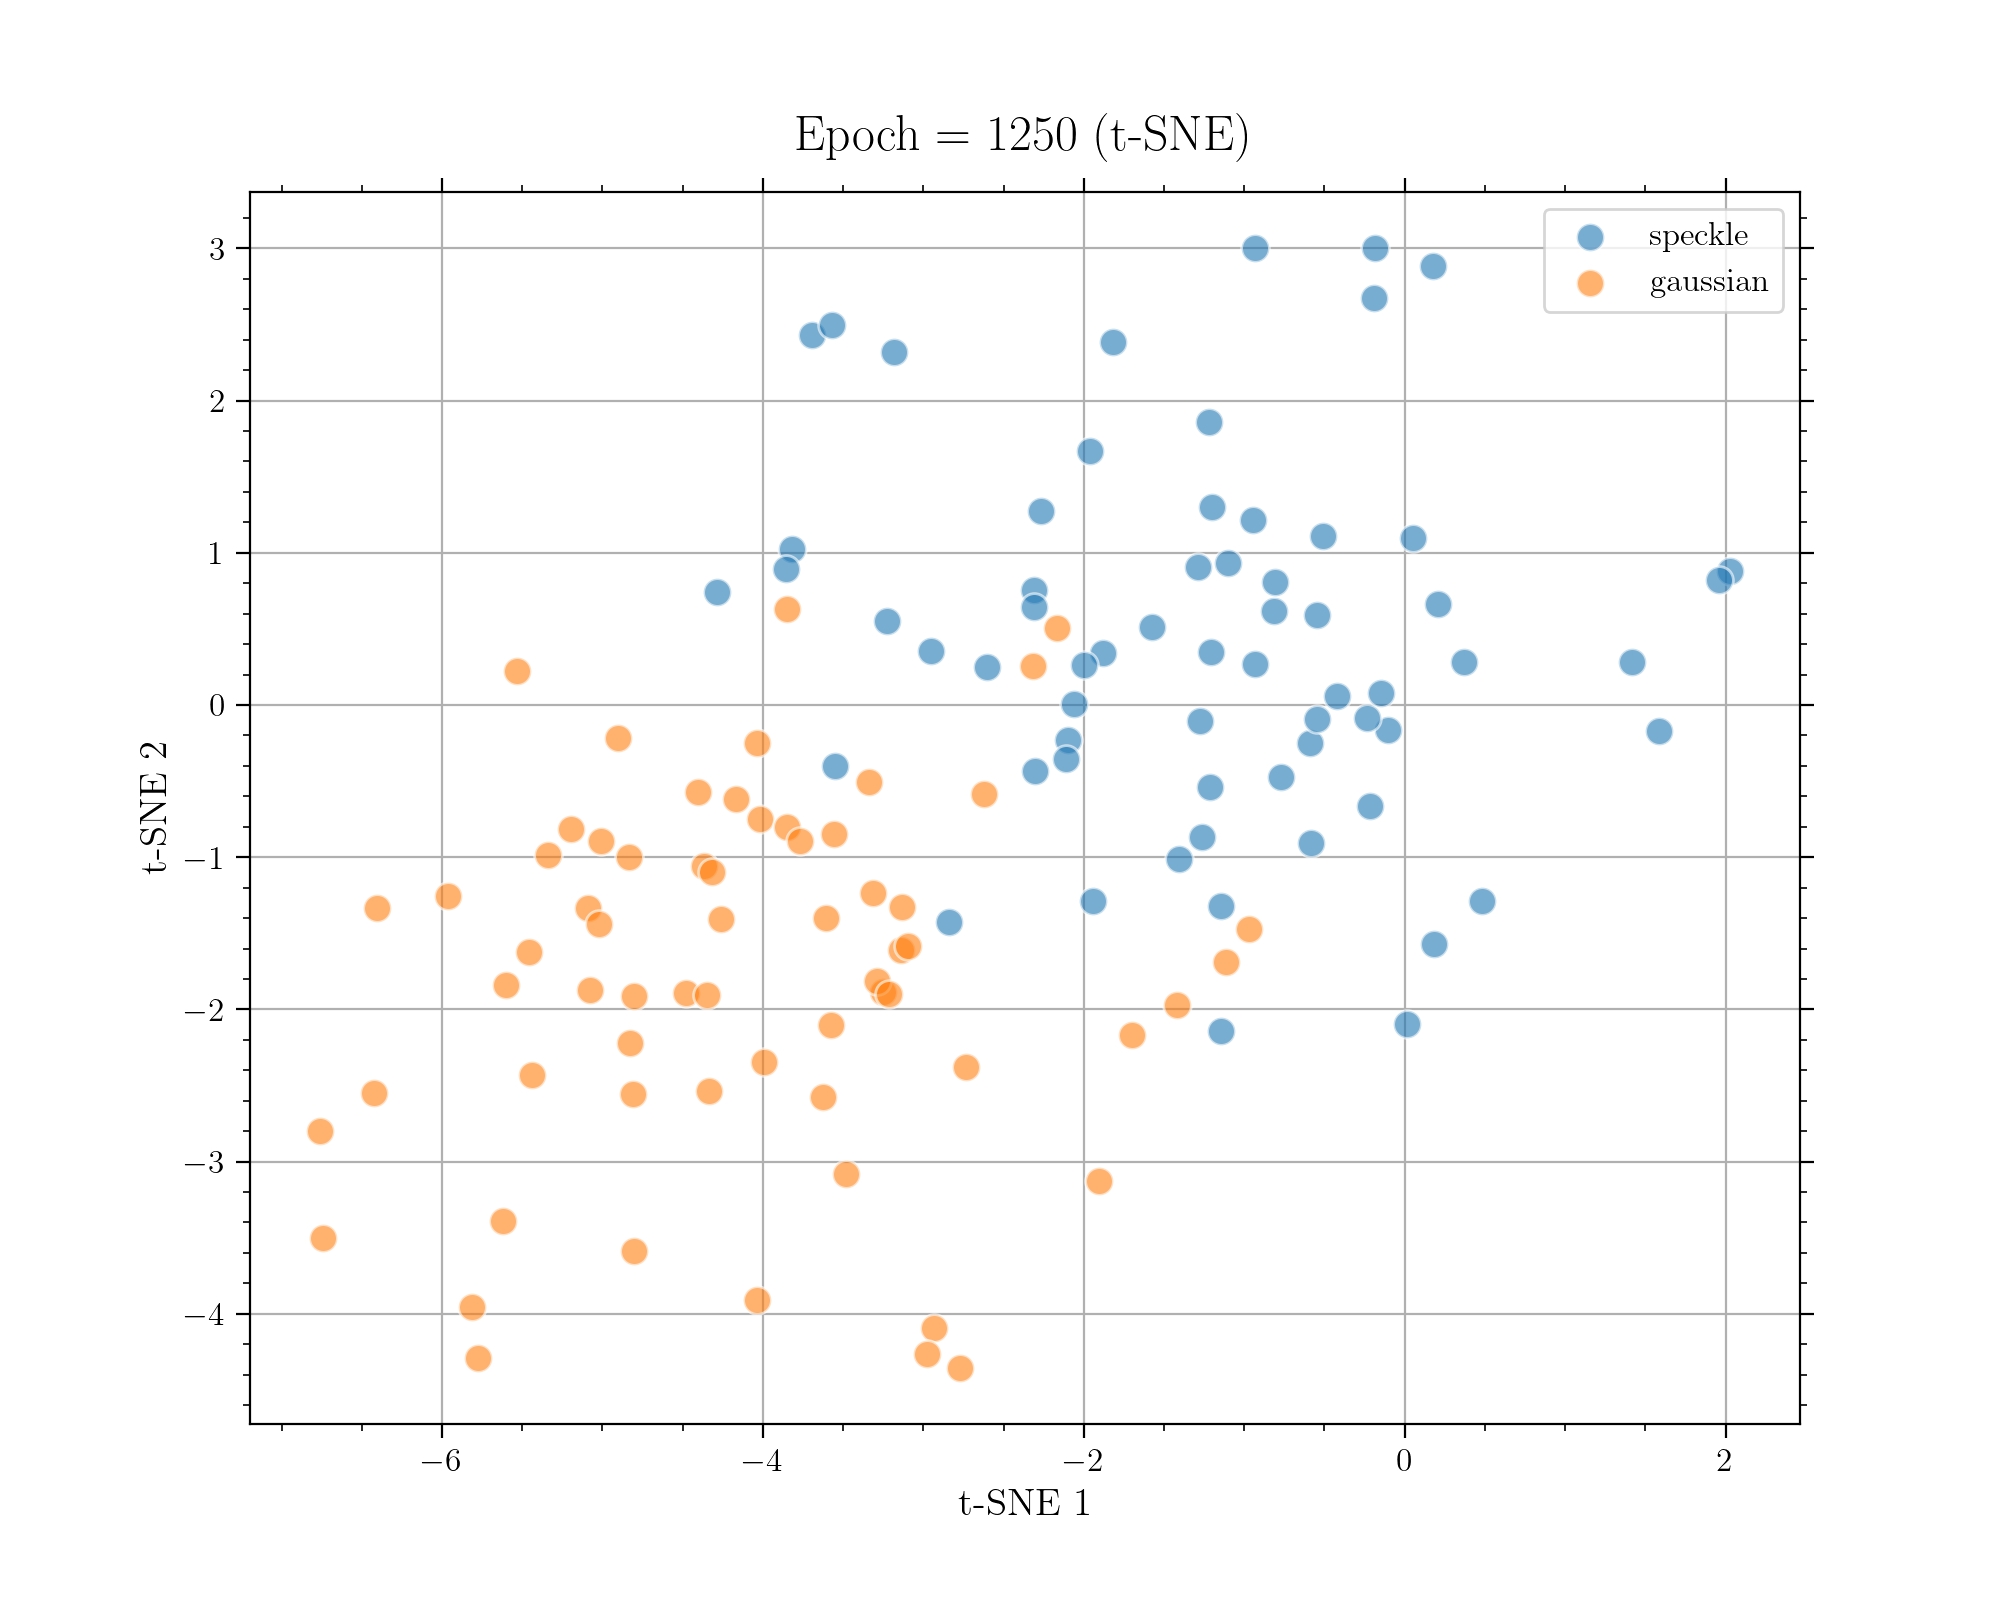 Epoch = 1250 (t-SNE)
speckle
gaussian
3
2
1
0
−1
−2
−3
−4
t-SNE 2
−6
−4
−2
0
2
t-SNE 1